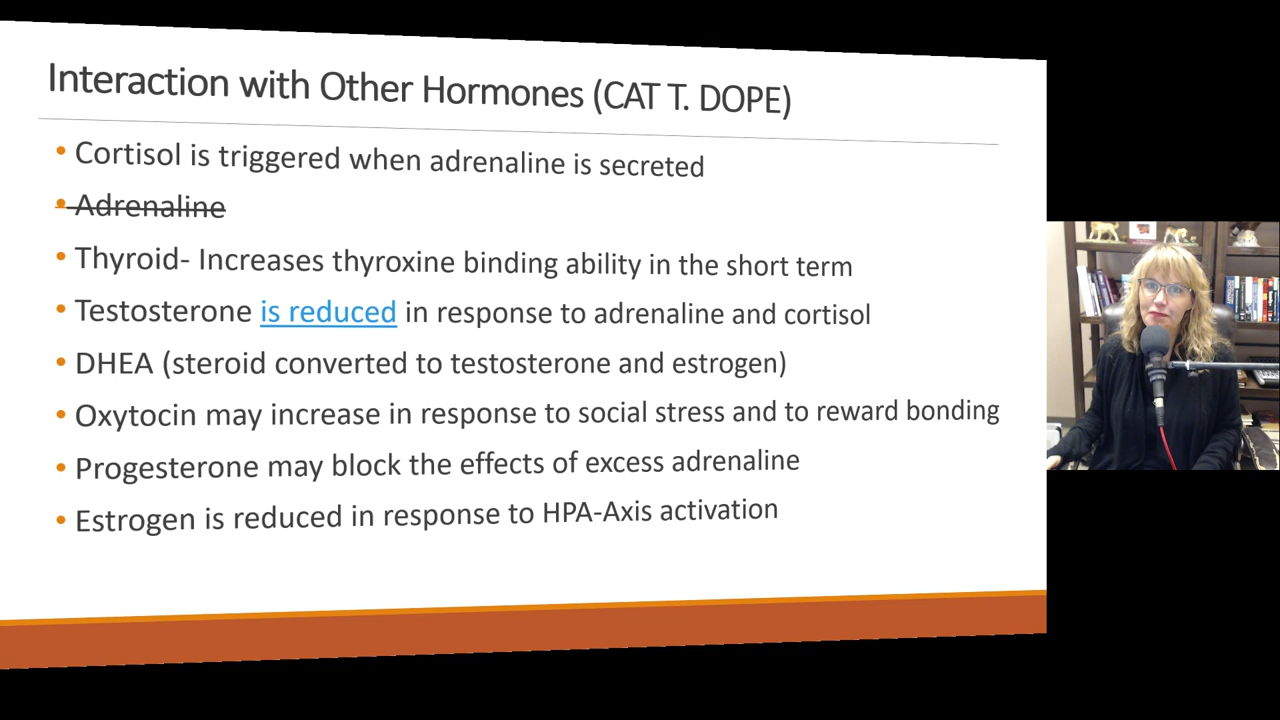 Interaction with Other Hormones (CAT T. DOPE)
• Cortisol is triggered when adrenaline is secreted
• Adrenaline
• Thyroid- Increases thyroxine binding ability in the short term
• Testosterone is reduced in response to adrenaline and cortisol
• DHEA (steroid converted to testosterone and estrogen)
• Oxytocin may increase in response to social stress and to reward bonding
• Progesterone may block the effects of excess adrenaline
• Estrogen is reduced in response to HPA-Axis activation